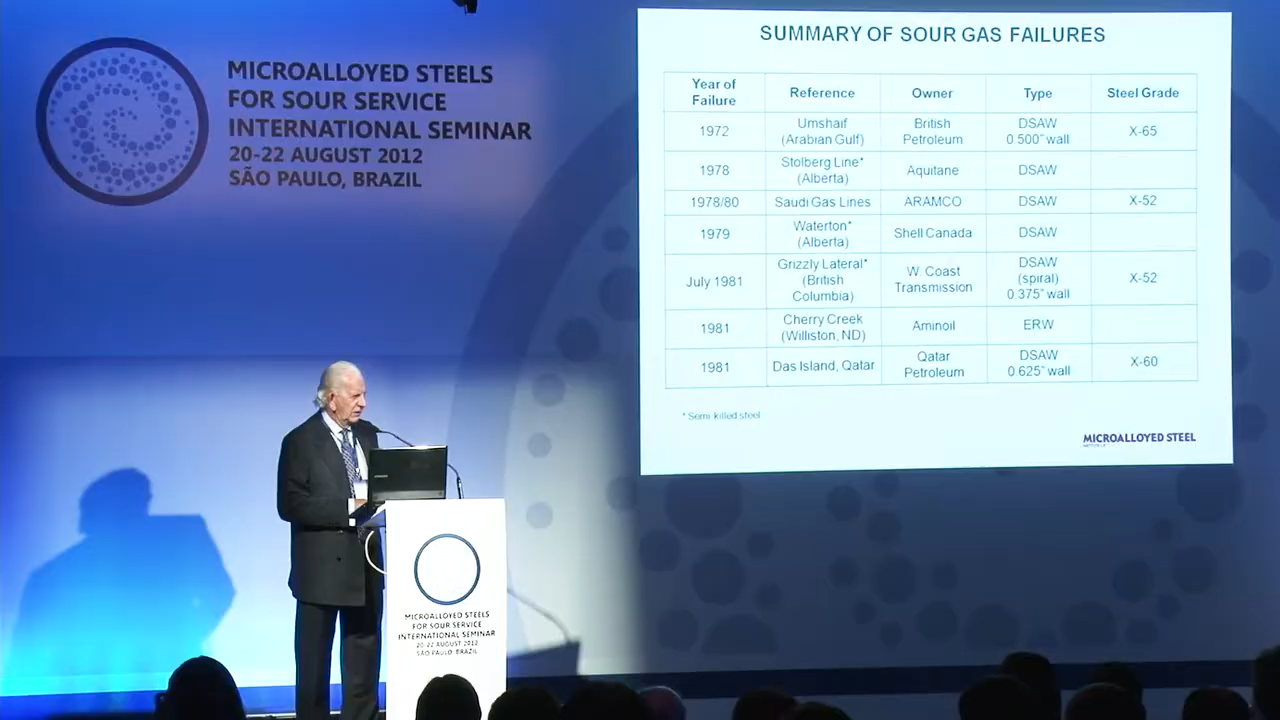 MICROALLOYED STEELS
FOR SOUR SERVICE
INTERNATIONAL SEMINAR
20-22 AUGUST 2012
SÃO PAULO, BRAZIL
SUMMARY OF SOUR GAS FAILURES
Year of Failure Reference Owner Type Steel Grade
1972 Umshaif (Arabian Gulf) British Petroleum DSAW 0.500" wall X-65
1978 Stolberg Line* (Alberta) Aquitane DSAW
1978/80 Saudi Gas Lines ARAMCO DSAW X-52
1979 Waterton* (Alberta) Shell Canada DSAW
July 1981 Grizzly Lateral* (British Columbia) W. Coast Transmission DSAW (spiral) 0.375" wall X-52
1981 Cherry Creek (Williston, ND) Aminoil ERW
1981 Das Island, Qatar Qatar Petroleum DSAW 0.625" wall X-60
* Semi-killed steel
MICROALLOYED STEEL
MICROALLOYED STEELS
FOR SOUR SERVICE
INTERNATIONAL SEMINAR
20-22 AUGUST 2012
SÃO PAULO, BRAZIL